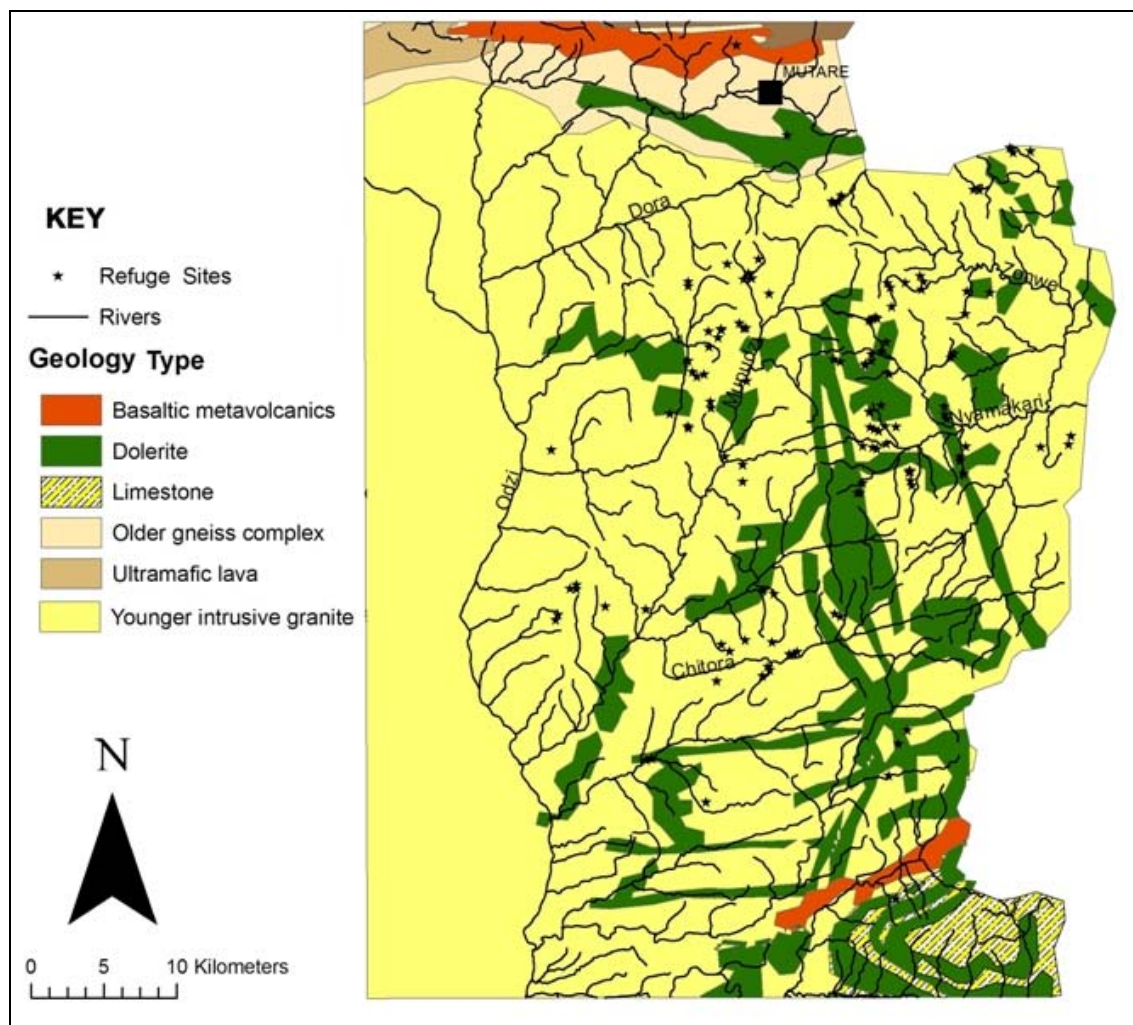 KEY
Refuge Sites
Rivers
Geology Type
Basaltic metavolcanics
Dolerite
Limestone
Older gneiss complex
Ultramafic lava
Younger intrusive granite
N
0 5 10 Kilometers
MUTARE
Dora
Zonwe
Mupudzi
Nyamakari
Odzi
Chitora